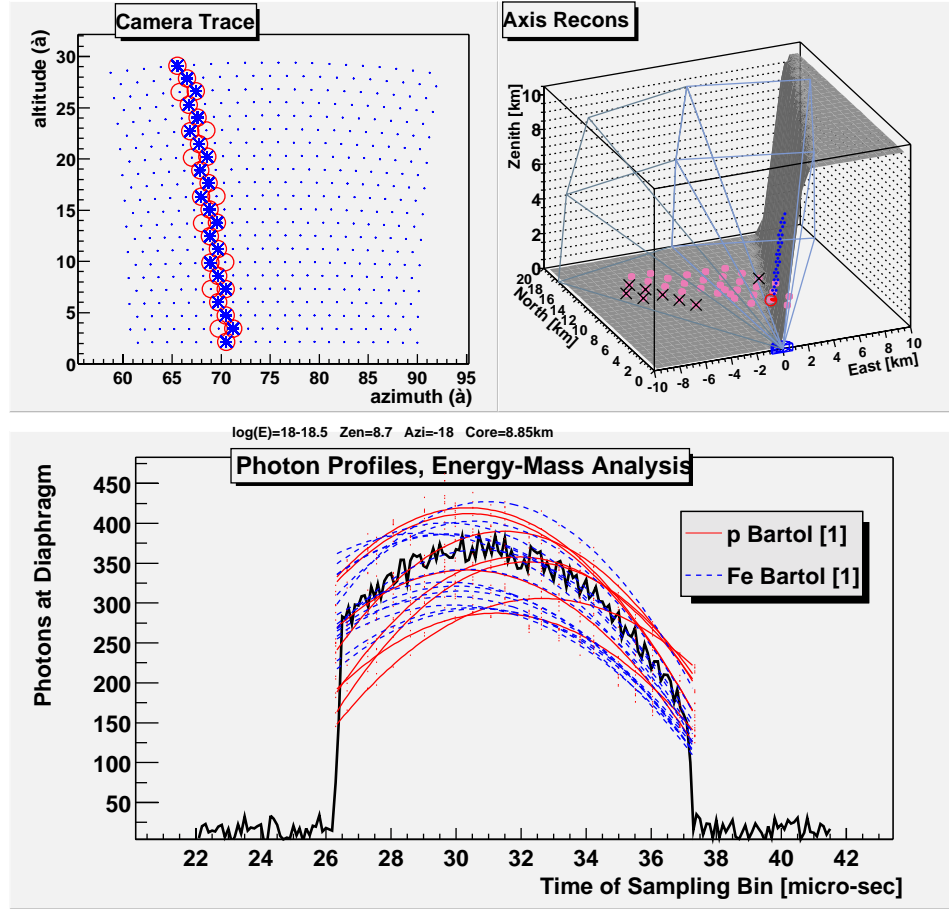 Camera Trace
altitude (à)
30
25
20
15
10
5
0
60 65 70 75 80 85 90 95
azimuth (à)
Axis Recons
Zenith [km]
10
8
6
4
2
0
20 18 16 14 12 10 8 6 4 2 0
North [km]
-10 -8 -6 -4 -2 0 2 4 6 8 10
East [km]
log(E)=18-18.5 Zen=8.7 Azi=-18 Core=8.85km
Photon Profiles, Energy-Mass Analysis
Photons at Diaphragm
450
400
350
300
250
200
150
100
50
p Bartol [1]
Fe Bartol [1]
22 24 26 28 30 32 34 36 38 40 42
Time of Sampling Bin [micro-sec]